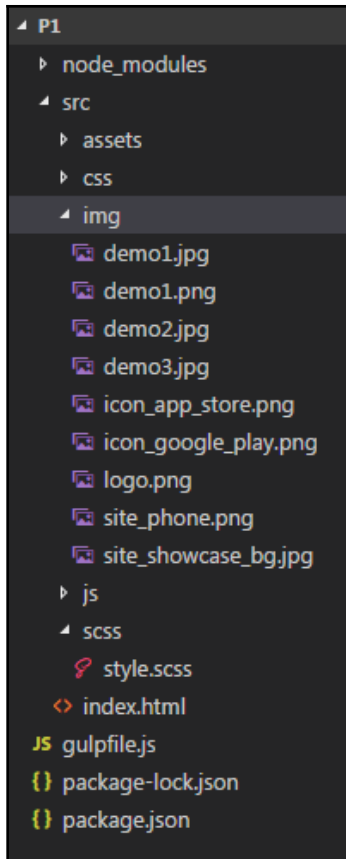 P1
node_modules
src
assets
css
img
demo1.jpg
demo1.png
demo2.jpg
demo3.jpg
icon_app_store.png
icon_google_play.png
logo.png
site_phone.png
site_showcase_bg.jpg
js
scss
style.scss
<> index.html
JS gulpfile.js
{} package-lock.json
{} package.json